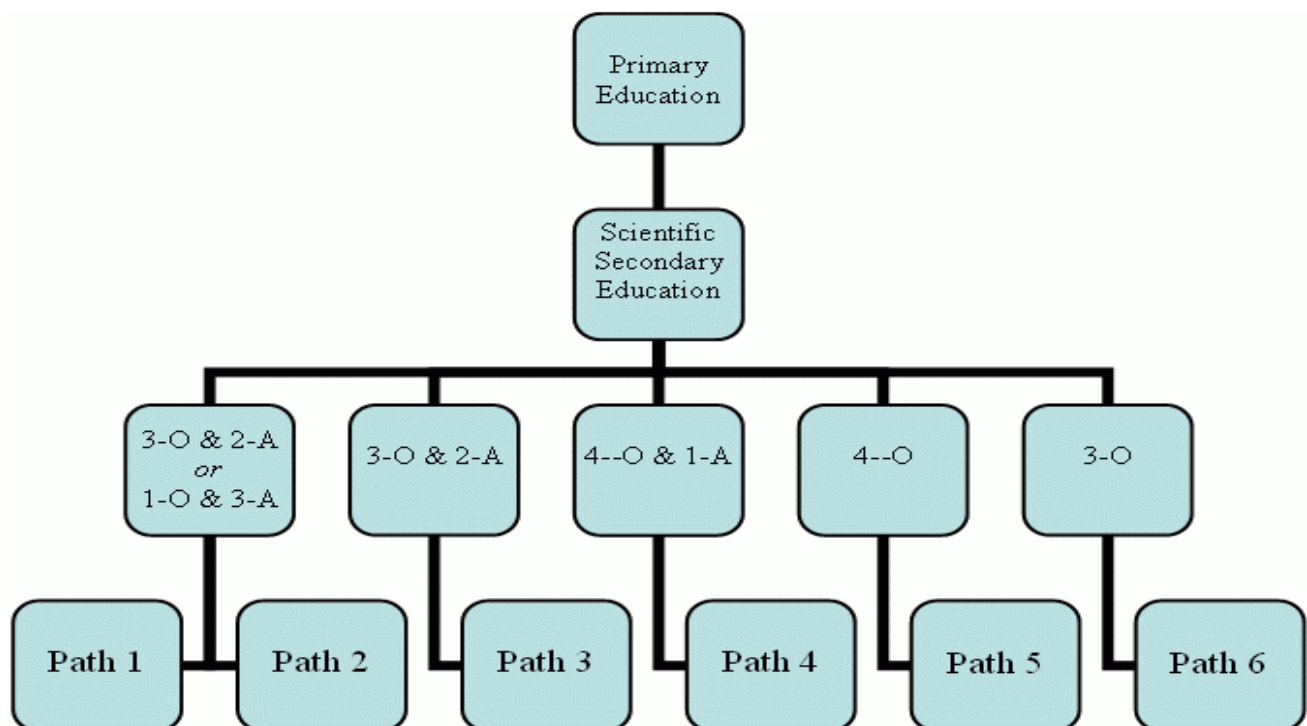 Primary
Education
Scientific
Secondary
Education
3-O & 2-A
or
1-O & 3-A
3-O & 2-A
4--O & 1-A
4--O
3-O
Path 1
Path 2
Path 3
Path 4
Path 5
Path 6